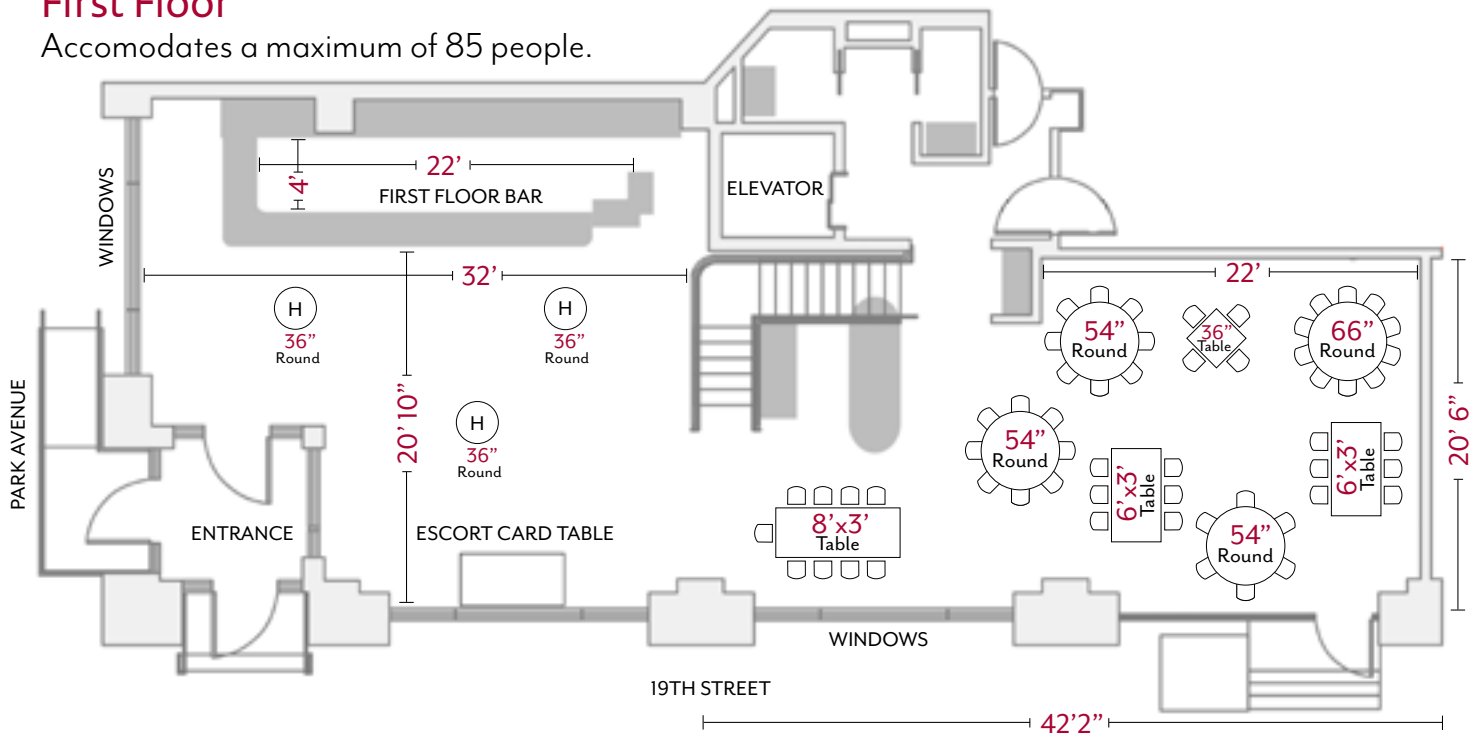 First Floor
Accomodates a maximum of 85 people.
WINDOWS
22'
4'
FIRST FLOOR BAR
ELEVATOR
32'
22'
H
36"
Round
H
36"
Round
H
36"
Round
20' 10"
54"
Round
36"
Table
66"
Round
54"
Round
6'x3'
Table
6'x3'
Table
54"
Round
20' 6"
PARK AVENUE
ENTRANCE
ESCORT CARD TABLE
8'x3'
Table
WINDOWS
19TH STREET
42'2"